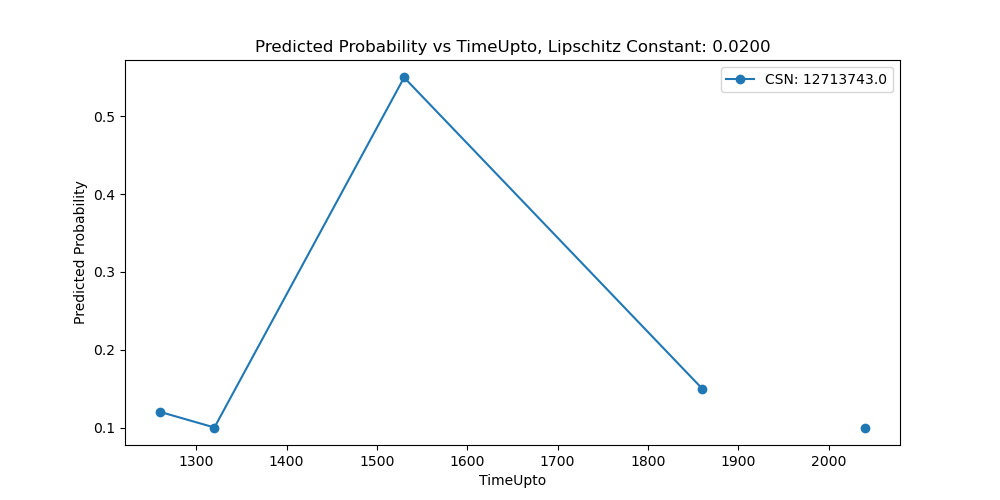 Predicted Probability vs TimeUpto, Lipschitz Constant: 0.0200
CSN: 12713743.0
Predicted Probability
0.5
0.4
0.3
0.2
0.1
1300 1400 1500 1600 1700 1800 1900 2000
TimeUpto